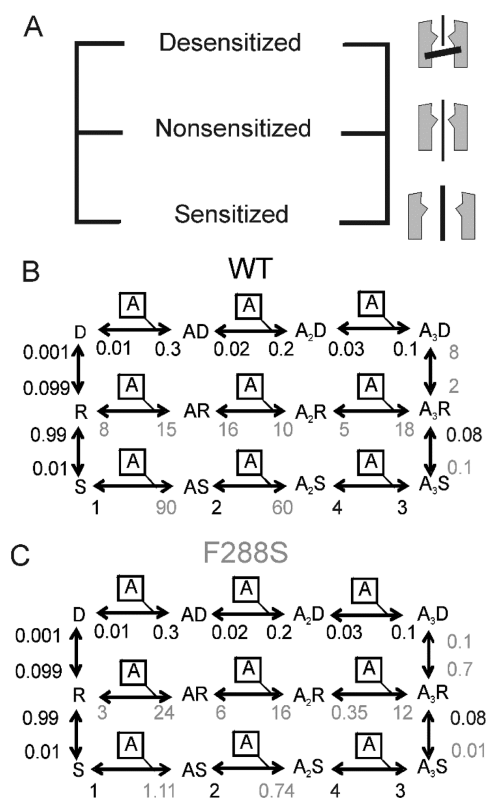 A
Desensitized
Nonsensitized
Sensitized
B
WT
A A A
D AD A₂D A₃D
0.01 0.3 0.02 0.2 0.03 0.1
0.001 8
0.099 2
A A A
R AR A₂R A₃R
8 15 16 10 5 18
0.99 0.08
0.01 0.1
A A A
S AS A₂S A₃S
1 90 2 60 4 3
C
F288S
A A A
D AD A₂D A₃D
0.01 0.3 0.02 0.2 0.03 0.1
0.001 0.1
0.099 0.7
A A A
R AR A₂R A₃R
3 24 6 16 0.35 12
0.99 0.08
0.01 0.01
A A A
S AS A₂S A₃S
1 1.11 2 0.74 4 3